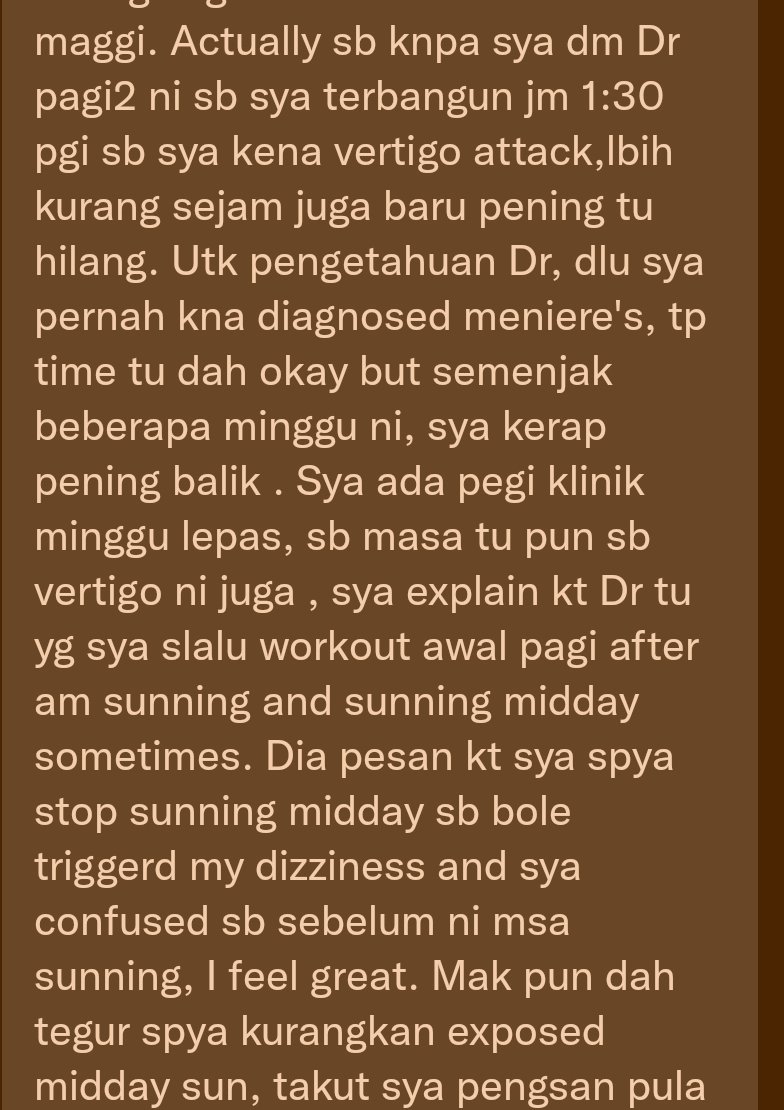 maggi. Actually sb knpa sya dm Dr
pagi2 ni sb sya terbangun jm 1:30
pgi sb sya kena vertigo attack,lbih
kurang sejam juga baru pening tu
hilang. Utk pengetahuan Dr, dlu sya
pernah kna diagnosed meniere's, tp
time tu dah okay but semenjak
beberapa minggu ni, sya kerap
pening balik . Sya ada pegi klinik
minggu lepas, sb masa tu pun sb
vertigo ni juga , sya explain kt Dr tu
yg sya slalu workout awal pagi after
am sunning and sunning midday
sometimes. Dia pesan kt sya spya
stop sunning midday sb bole
triggerd my dizziness and sya
confused sb sebelum ni msa
sunning, I feel great. Mak pun dah
tegur spya kurangkan exposed
midday sun, takut sya pengsan pula